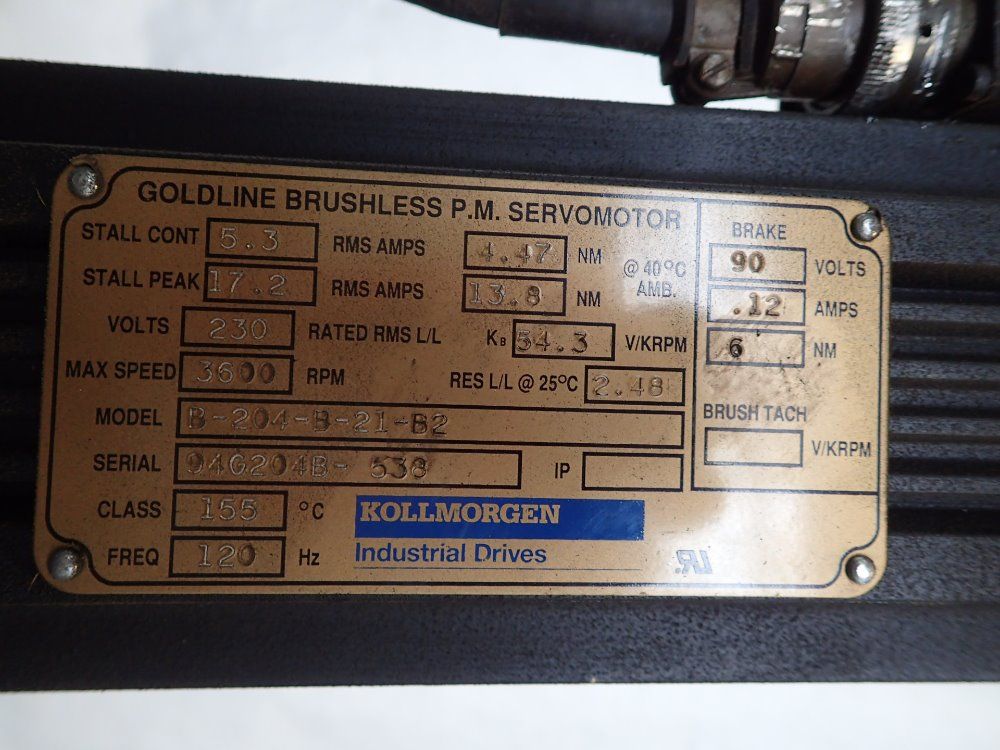 GOLDLINE BRUSHLESS P.M. SERVOMOTOR
STALL CONT 5.3 RMS AMPS 4.47 NM @ 40°C AMB.
STALL PEAK 17.2 RMS AMPS 13.8 NM
VOLTS 230 RATED RMS L/L KB 54.3 V/KRPM
MAX SPEED 3600 RPM RES L/L @ 25°C 2.48
MODEL B-204-B-21-B2
SERIAL 94G204B- 538 IP
CLASS 155 °C
FREQ 120 Hz
KOLLMORGEN
Industrial Drives
BRAKE
90 VOLTS
.12 AMPS
6 NM
BRUSH TACH
V/KRPM